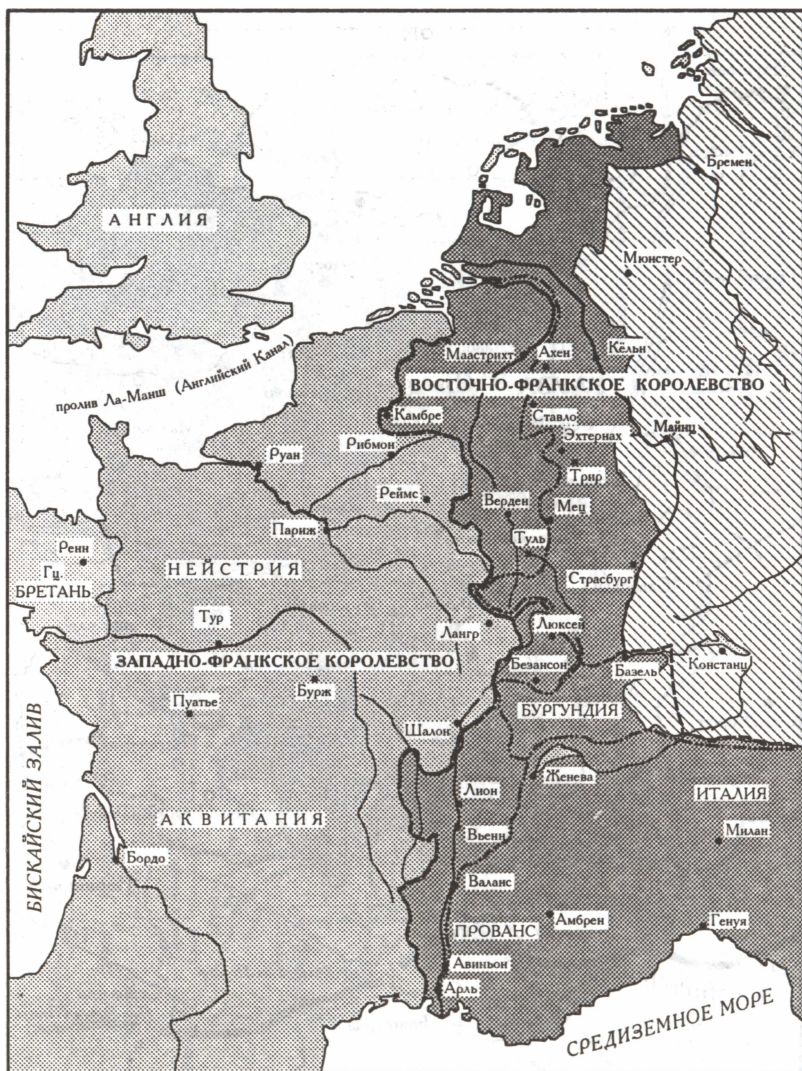 Бремен
АНГЛИЯ
Мюнстер
Маастрихт
Ахен
Кёльн
пролив Ла-Манш (Английский Канал)
ВОСТОЧНО-ФРАНКСКОЕ КОРОЛЕВСТВО
Камбре
Ставло
Эхтернах
Майнц
Руан
Рибмон
Трир
Реймс
Верден
Мец
Париж
Туль
Ренн
Гц.
БРЕТАНЬ
НЕЙСТРИЯ
Страсбург
Тур
Лангр
Люксей
ЗАПАДНО-ФРАНКСКОЕ КОРОЛЕВСТВО
Безансон
Базель
Констанц
Пуатье
Бурж
БУРГУНДИЯ
Шалон
БИСКАЙСКИЙ ЗАЛИВ
Женева
Лион
ИТАЛИЯ
АКВИТАНИЯ
Вьенн
Милан
Бордо
Валанс
Амбрен
Генуя
ПРОВАНС
Авиньон
Арль
СРЕДИЗЕМНОЕ МОРЕ